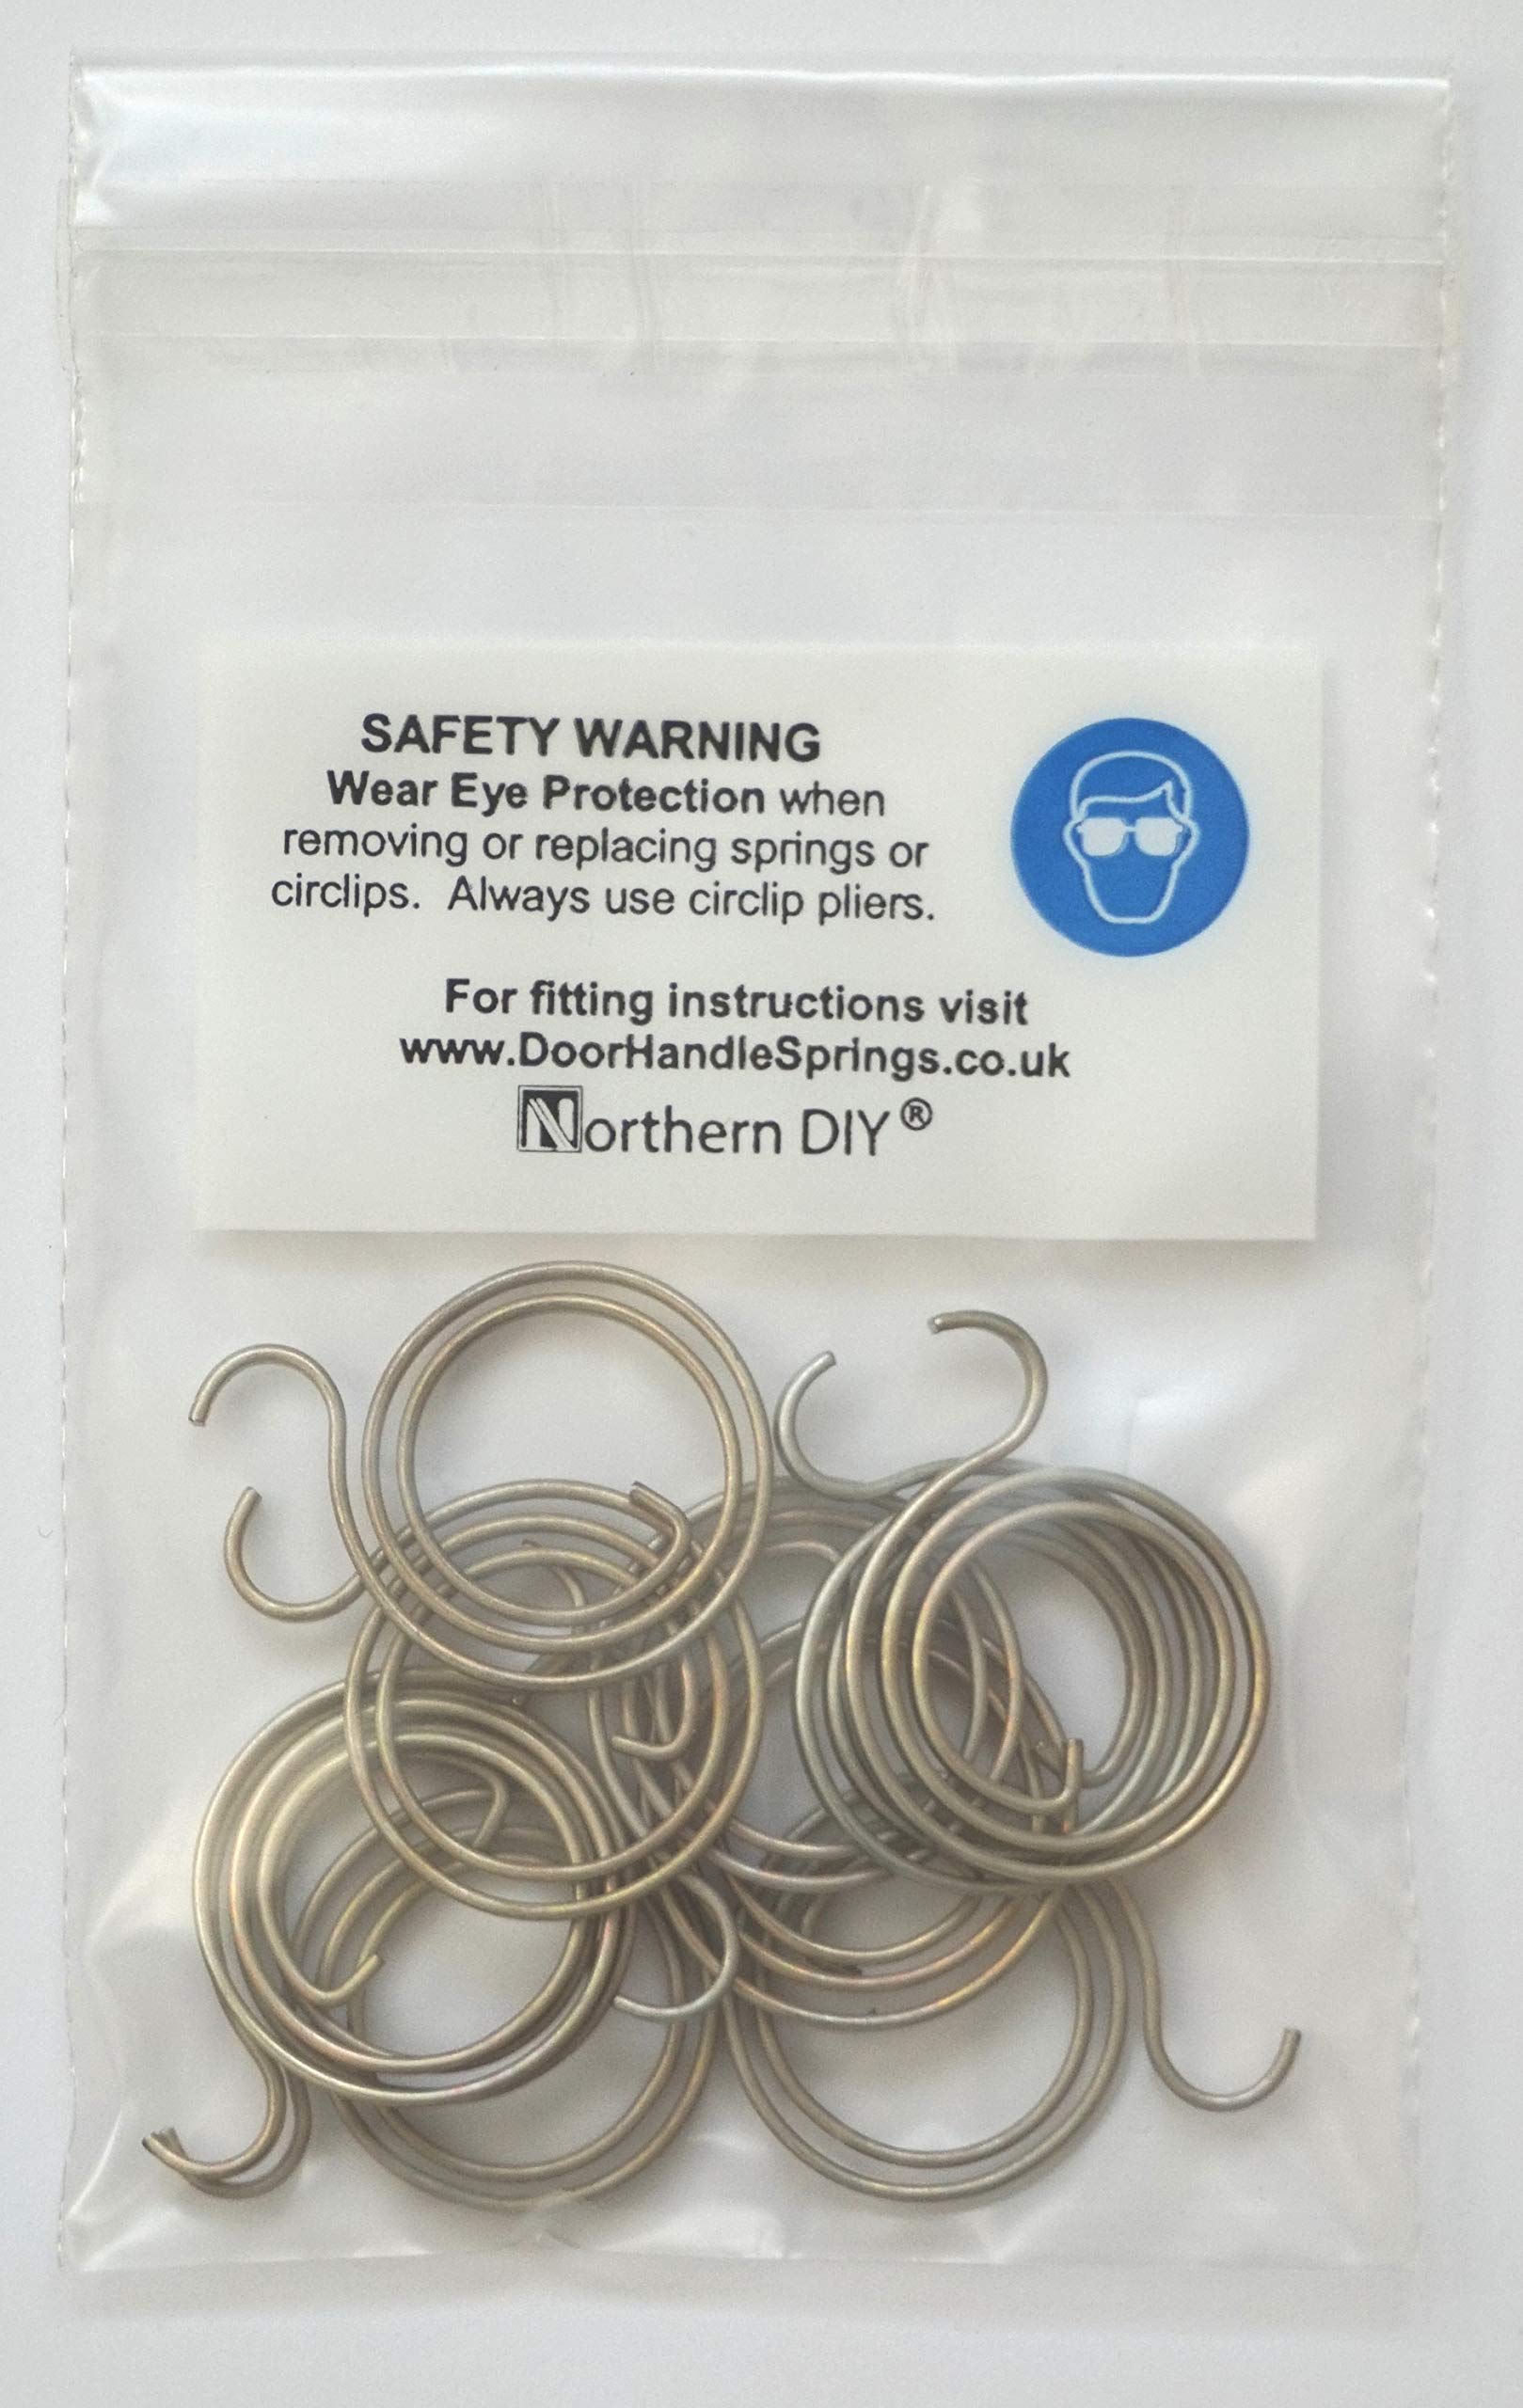 SAFETY WARNING
Wear Eye Protection when
removing or replacing springs or
circlips.  Always use circlip pliers.
For fitting instructions visit
www.DoorHandleSprings.co.uk
Northern DIY®